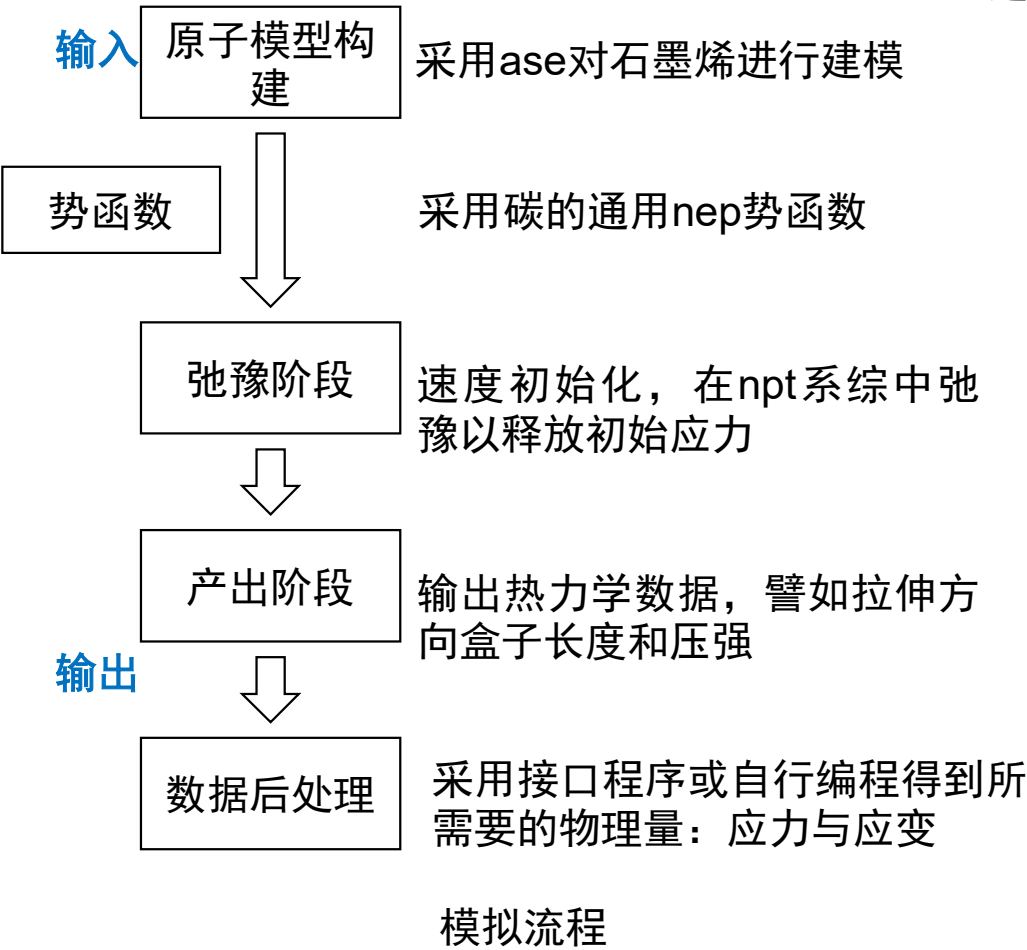 输入
原子模型构
建
采用ase对石墨烯进行建模
势函数
采用碳的通用nep势函数
弛豫阶段
速度初始化，在npt系综中弛
豫以释放初始应力
产出阶段
输出热力学数据，譬如拉伸方
向盒子长度和压强
输出
数据后处理
采用接口程序或自行编程得到所
需要的物理量：应力与应变
模拟流程